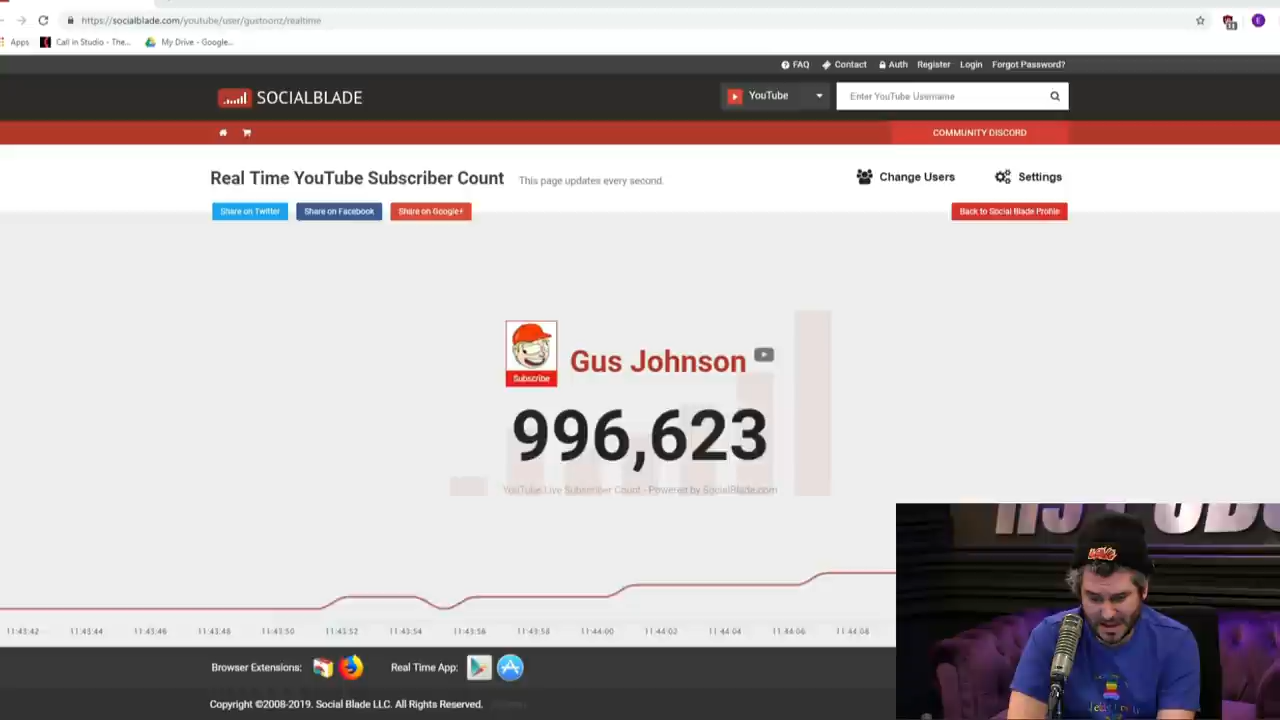 https://socialblade.com/youtube/user/gustoonz/realtime
Apps Call in Studio - The... My Drive - Google...
FAQ Contact Auth Register Login Forgot Password?
SOCIALBLADE YouTube Enter YouTube Username
COMMUNITY DISCORD
Real Time YouTube Subscriber Count This page updates every second. Change Users Settings
Share on Twitter Share on Facebook Share on Google+ Back to Social Blade Profile
Gus Johnson
Subscribe
996,623
YouTube Live Subscriber Count - Powered by SocialBlade.com
11:43:42 11:43:44 11:43:46 11:43:48 11:43:50 11:43:52 11:43:54 11:43:56 11:43:58 11:44:00 11:44:02 11:44:04 11:44:06 11:44:08
Browser Extensions: Real Time App:
Copyright ©2008-2019. Social Blade LLC. All Rights Reserved.